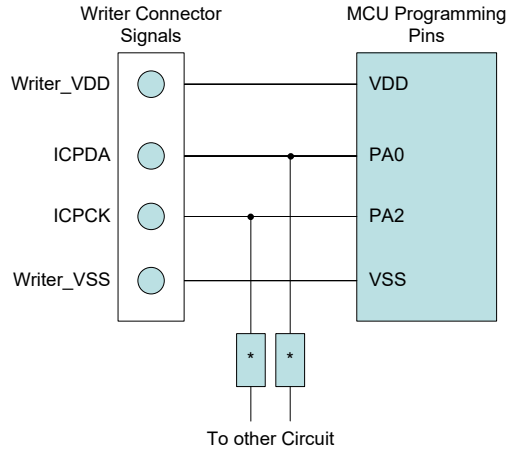 Writer Connector
Signals
MCU Programming
Pins
Writer_VDD
VDD
ICPDA
PA0
ICPCK
PA2
Writer_VSS
VSS
*
*
To other Circuit